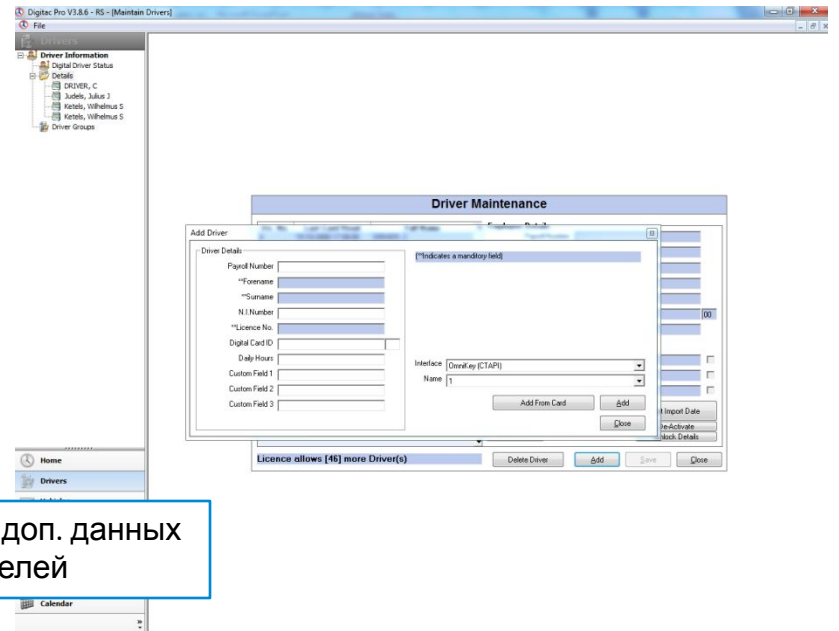 Digitac Pro V3.8.6 - RS - [Maintain Drivers]
File
Drivers
Driver Information
Digital Driver Status
Details
DRIVER, C
Judels, Julius J
Ketels, Wilhelmus S
Ketels, Wilhelmus S
Driver Groups
Driver Maintenance
Add Driver
Driver Details
(**Indicates a manditory field)
Payroll Number
**Forename
**Surname
N.I.Number
**Licence No.
00
Digital Card ID
Daily Hours
Interface OmniKey (CTAPI)
Custom Field 1
Name 1
Custom Field 2
Custom Field 3
Add From Card Add
Import Date
Close
De-Activate
Details
Licence allows [46] more Driver(s)
Delete Driver Add Save Close
Home
Drivers
доп. данных
елей
Calendar